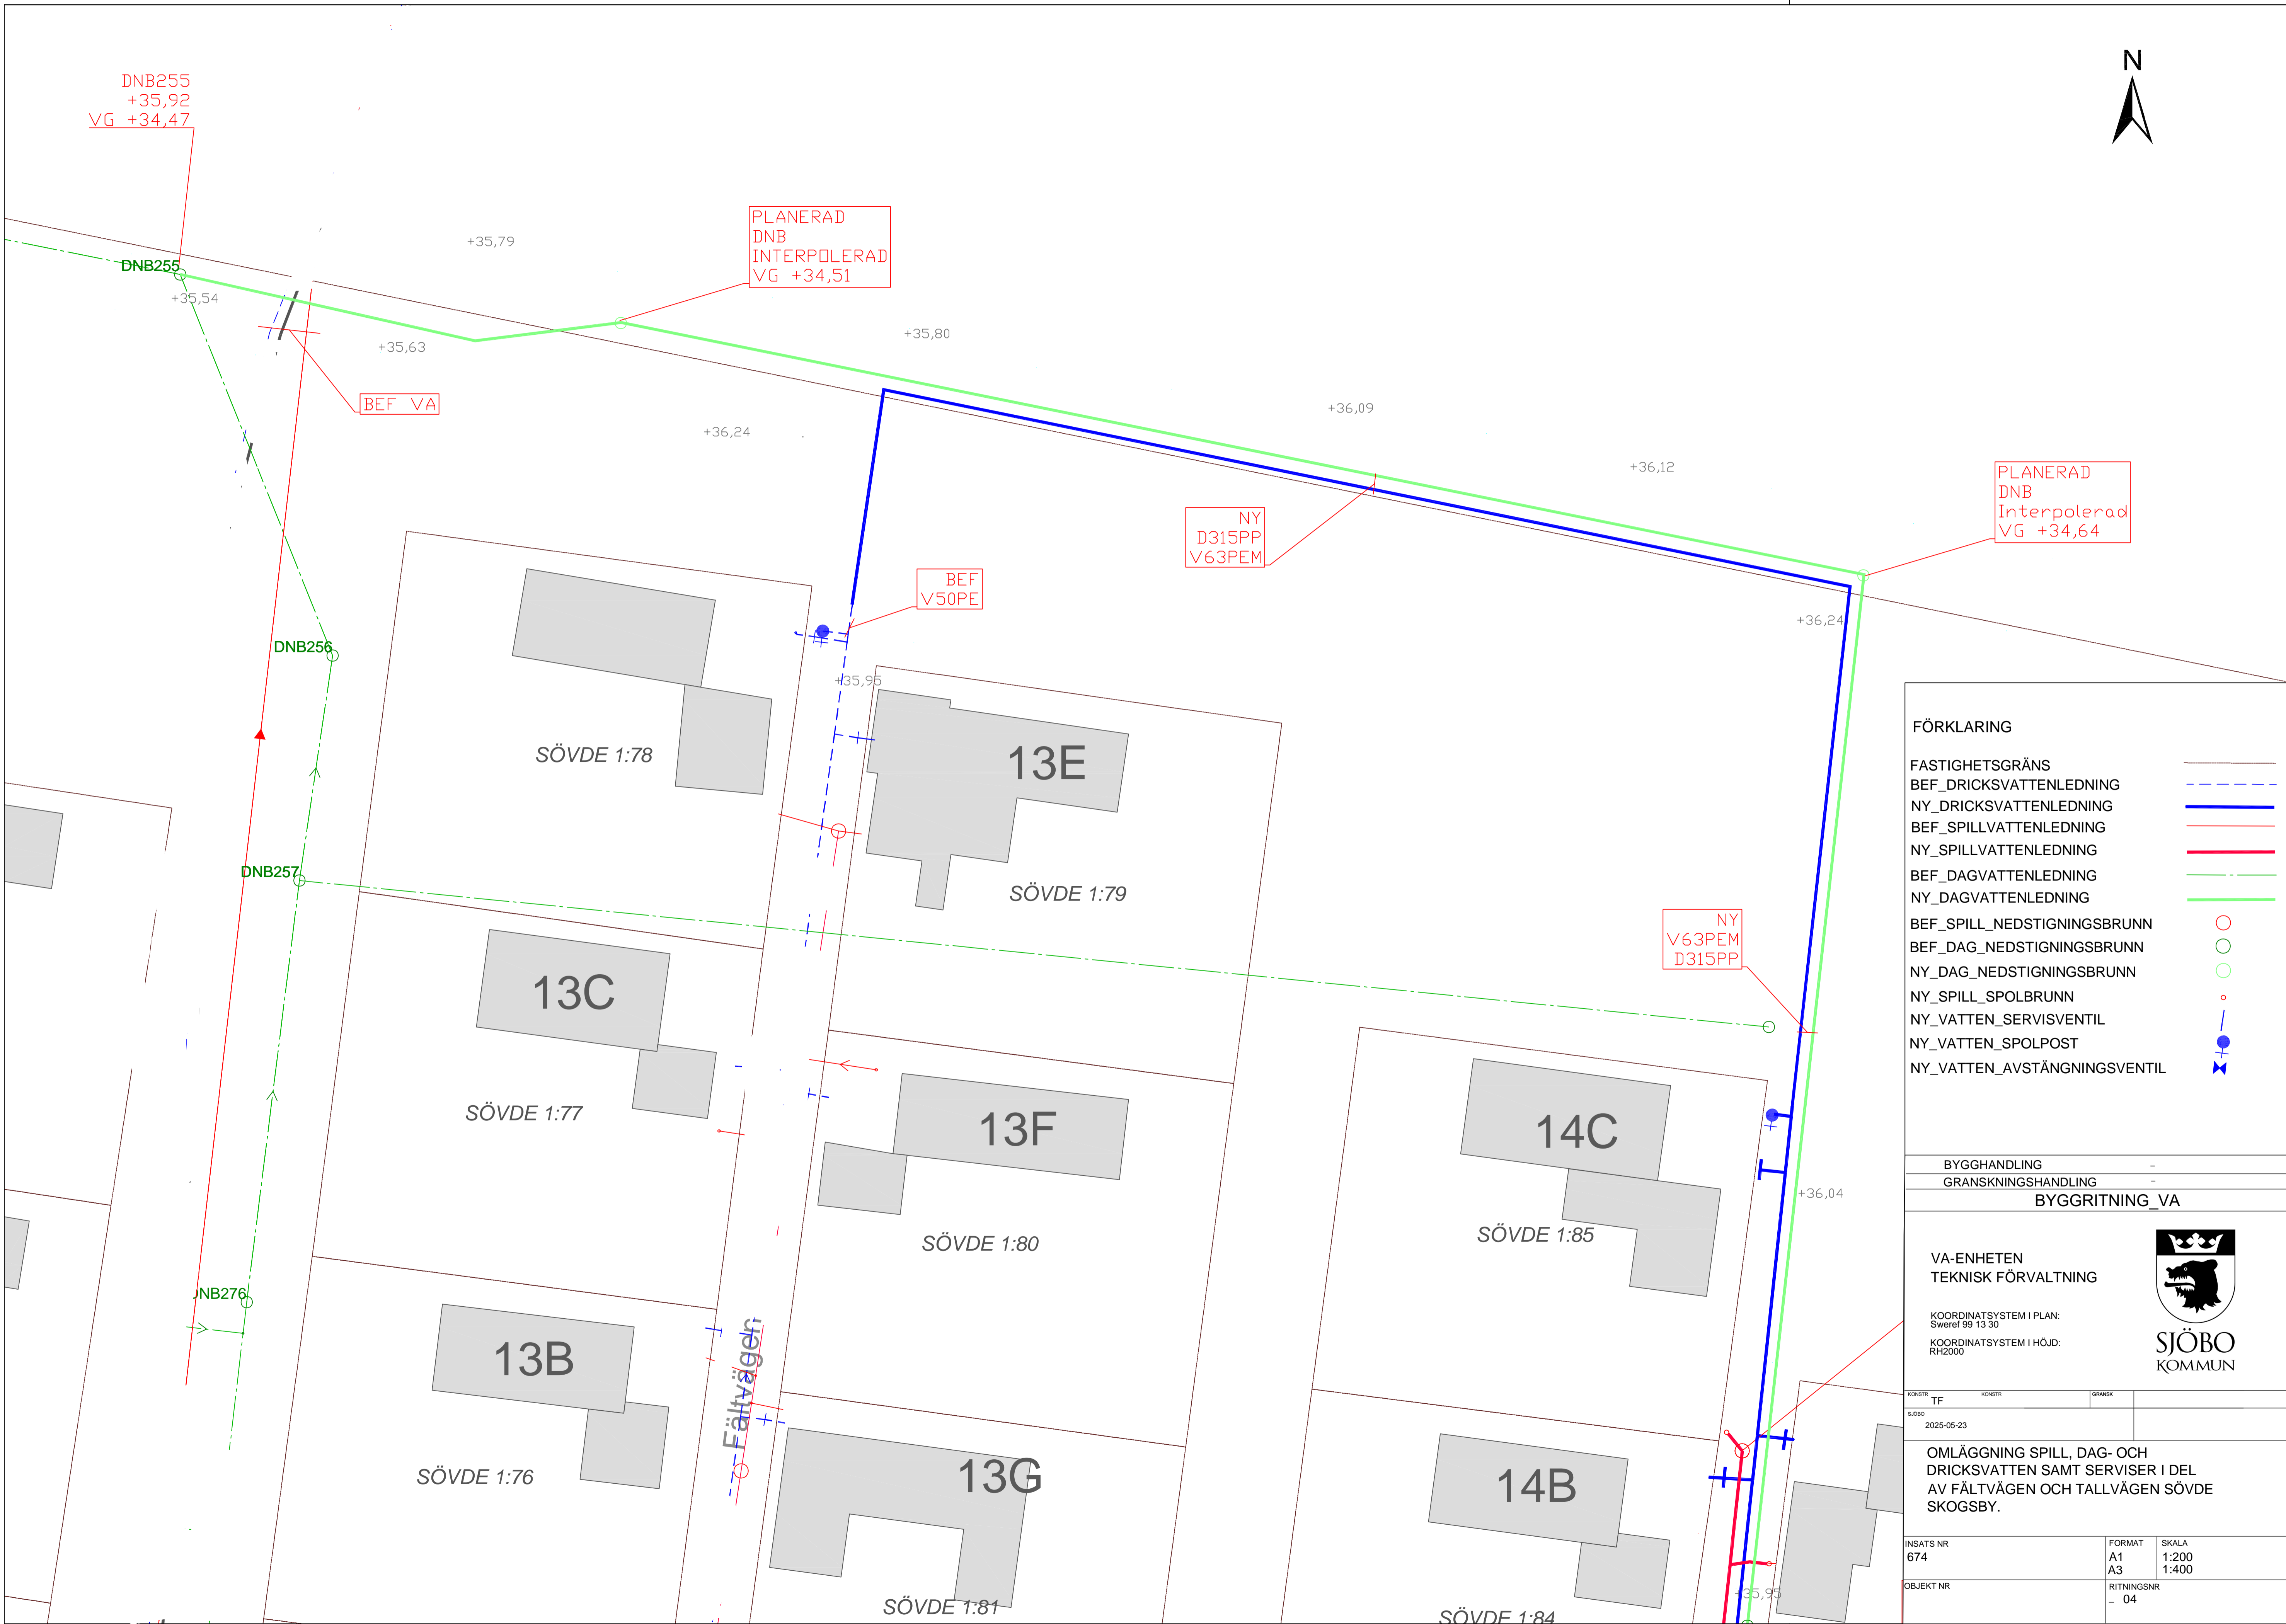 N
DNB255
+35,92
VG +34,47
PLANERAD
DNB
INTERPOLERAD
VG +34,51
+35,79
DNB255
+35,54
+35,63
+35,80
BEF VA
+36,24
+36,09
+36,12
PLANERAD
DNB
Interpolerad
VG +34,64
NY
D315PP
V63PEM
BEF
V50PE
+36,24
DNB256
+35,95
SÖVDE 1:78
13E
SÖVDE 1:79
DNB257
NY
V63PEM
D315PP
13C
SÖVDE 1:77
13F
SÖVDE 1:80
14C
+36,04
SÖVDE 1:85
NB276
13B
SÖVDE 1:76
Fältvägen
13G
SÖVDE 1:81
14B
+35,95
SÖVDE 1:84
FÖRKLARING
FASTIGHETSGRÄNS
BEF_DRICKSVATTENLEDNING
NY_DRICKSVATTENLEDNING
BEF_SPILLVATTENLEDNING
NY_SPILLVATTENLEDNING
BEF_DAGVATTENLEDNING
NY_DAGVATTENLEDNING
BEF_SPILL_NEDSTIGNINGSBRUNN
BEF_DAG_NEDSTIGNINGSBRUNN
NY_DAG_NEDSTIGNINGSBRUNN
NY_SPILL_SPOLBRUNN
NY_VATTEN_SERVISVENTIL
NY_VATTEN_SPOLPOST
NY_VATTEN_AVSTÄNGNINGSVENTIL
BYGGHANDLING -
GRANSKNINGSHANDLING -
BYGGRITNING_VA
VA-ENHETEN
TEKNISK FÖRVALTNING
KOORDINATSYSTEM I PLAN:
Sweref 99 13 30
KOORDINATSYSTEM I HÖJD:
RH2000
SJÖBO
KOMMUN
KONSTR TF KONSTR GRANSK
SJÖBO
2025-05-23
OMLÄGGNING SPILL, DAG- OCH
DRICKSVATTEN SAMT SERVISER I DEL
AV FÄLTVÄGEN OCH TALLVÄGEN SÖVDE
SKOGSBY.
INSATS NR FORMAT SKALA
674 A1 1:200
A3 1:400
OBJEKT NR RITNINGSNR
_ 04